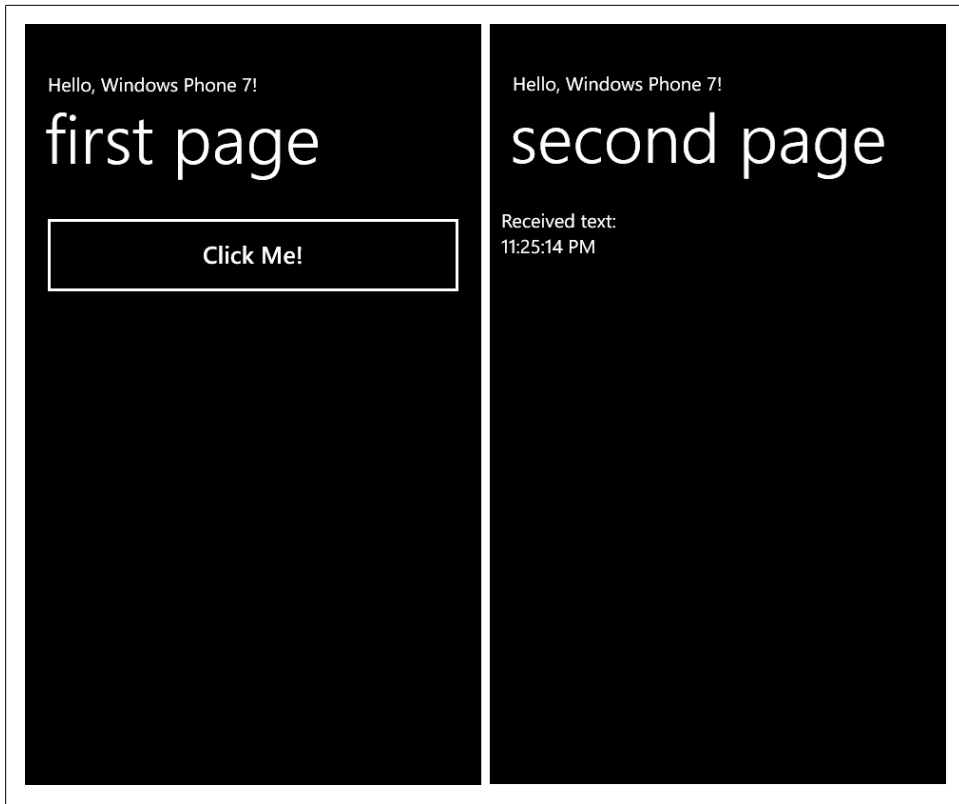 Hello, Windows Phone 7!
first page
Click Me!
Hello, Windows Phone 7!
second page
Received text:
11:25:14 PM